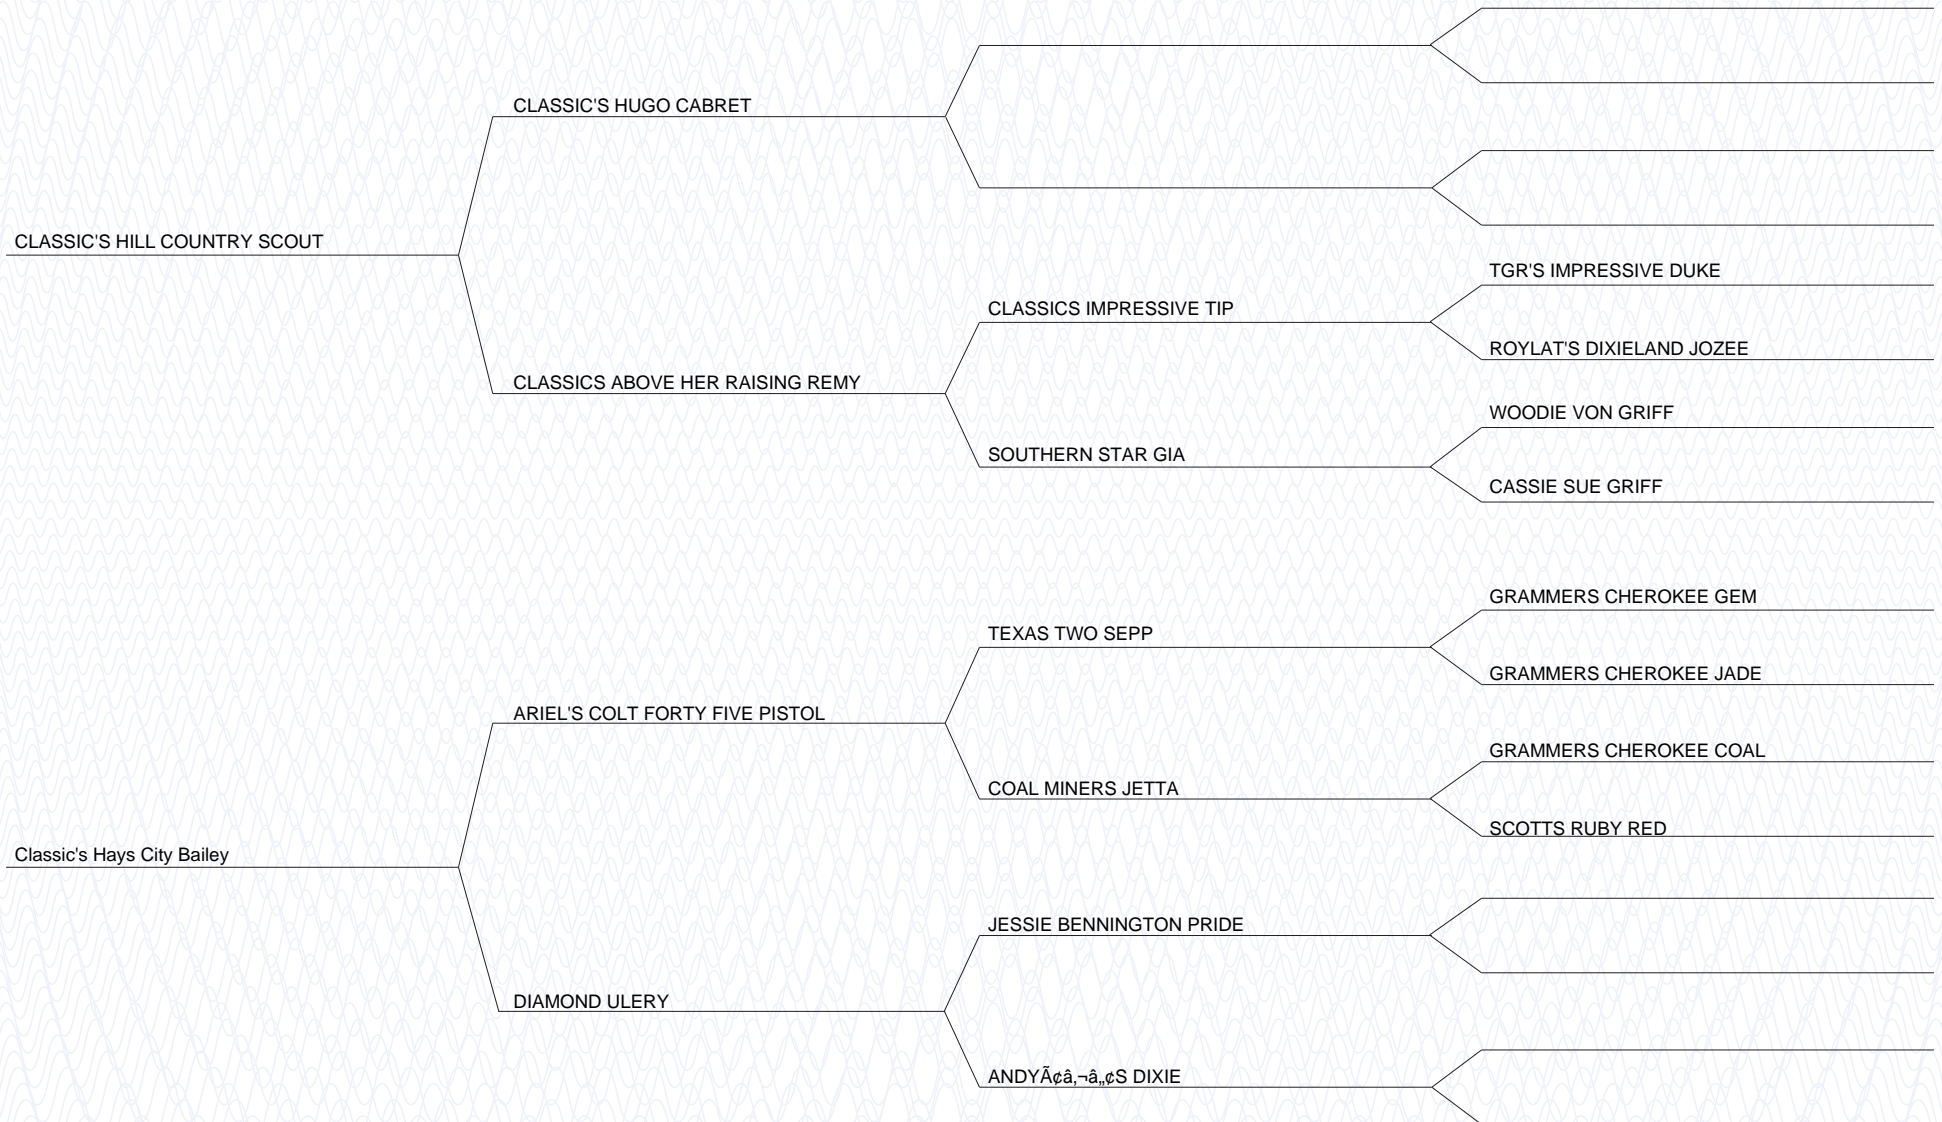 CLASSIC'S HUGO CABRET
CLASSIC'S HILL COUNTRY SCOUT
TGR'S IMPRESSIVE DUKE
CLASSICS IMPRESSIVE TIP
ROYLAT'S DIXIELAND JOZEE
CLASSICS ABOVE HER RAISING REMY
WOODIE VON GRIFF
SOUTHERN STAR GIA
CASSIE SUE GRIFF
GRAMMERS CHEROKEE GEM
TEXAS TWO SEPP
GRAMMERS CHEROKEE JADE
ARIEL'S COLT FORTY FIVE PISTOL
GRAMMERS CHEROKEE COAL
COAL MINERS JETTA
SCOTTS RUBY RED
Classic's Hays City Bailey
JESSIE BENNINGTON PRIDE
DIAMOND ULERY
ANDYÃ¢â‚¬â„¢S DIXIE